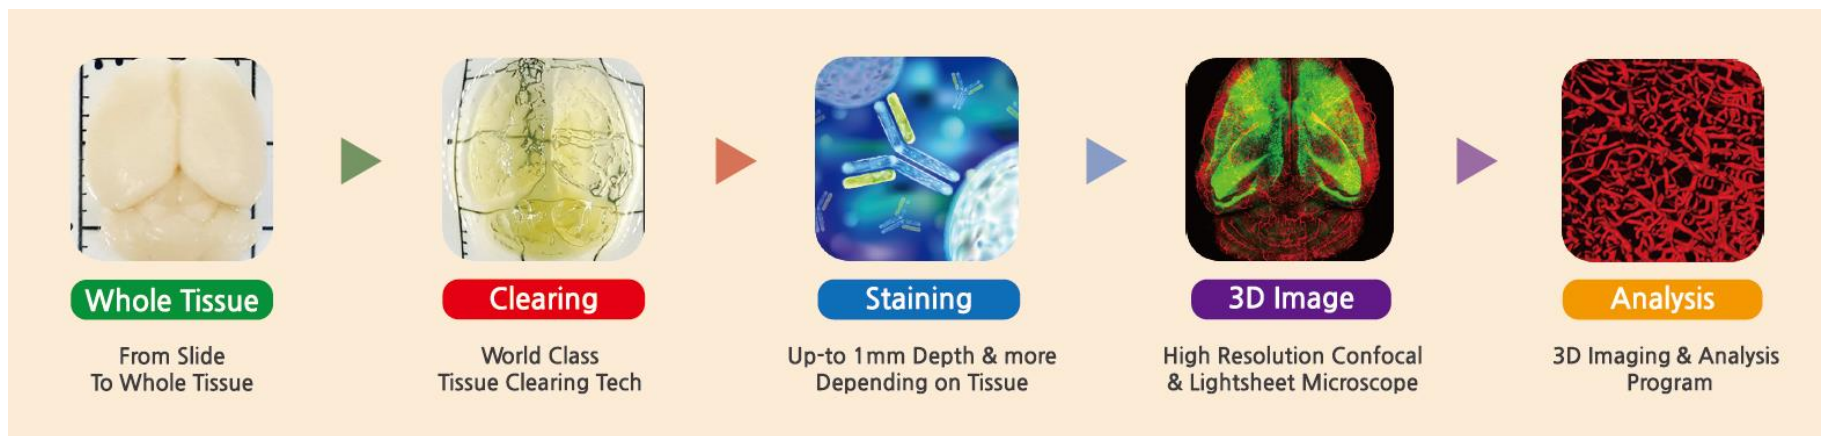 Whole Tissue
From Slide
To Whole Tissue
Clearing
World Class
Tissue Clearing Tech
Staining
Up-to 1mm Depth & more
Depending on Tissue
3D Image
High Resolution Confocal
& Lightsheet Microscope
Analysis
3D Imaging & Analysis
Program